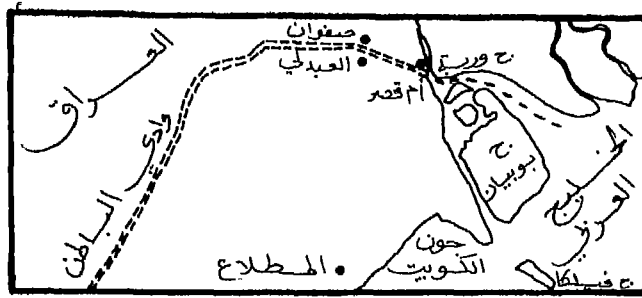 العراق
صفوان
العبدلي
ج وربة
أم قصر
وادي
الباطن
ج
بوبيان
الخليج
العربي
جون
الكويت
المطلاع
ج فيلكا